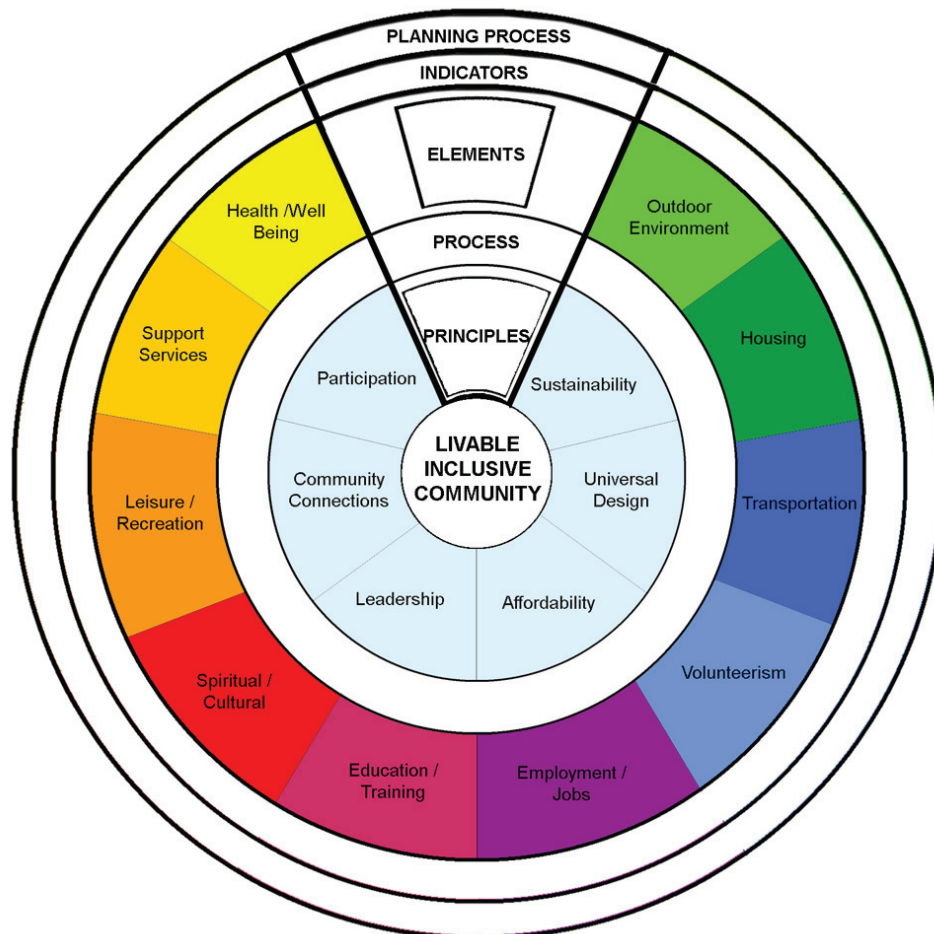 PLANNING PROCESS
INDICATORS
ELEMENTS
PROCESS
PRINCIPLES
LIVABLE
INCLUSIVE
COMMUNITY
Outdoor
Environment
Housing
Transportation
Volunteerism
Employment /
Jobs
Education /
Training
Spiritual /
Cultural
Leisure /
Recreation
Support
Services
Health /Well
Being
Sustainability
Universal
Design
Affordability
Leadership
Community
Connections
Participation